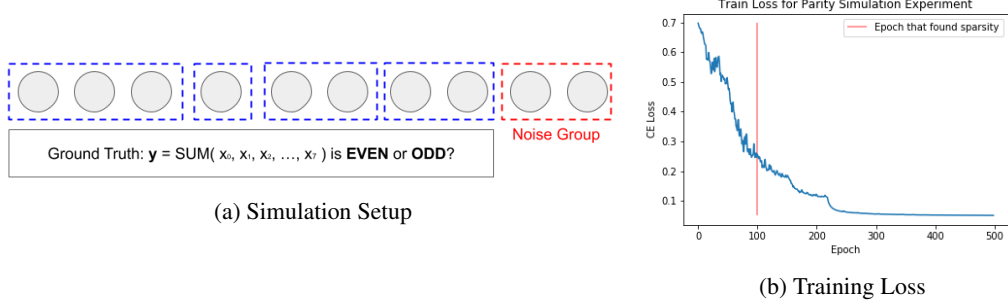 Noise Group
Ground Truth: y = SUM( x₀, x₁, x₂, ..., x₇ ) is EVEN or ODD?
(a) Simulation Setup
Train Loss for Parity Simulation Experiment
Epoch that found sparsity
CE Loss
0.7
0.6
0.5
0.4
0.3
0.2
0.1
0 100 200 300 400 500
Epoch
(b) Training Loss